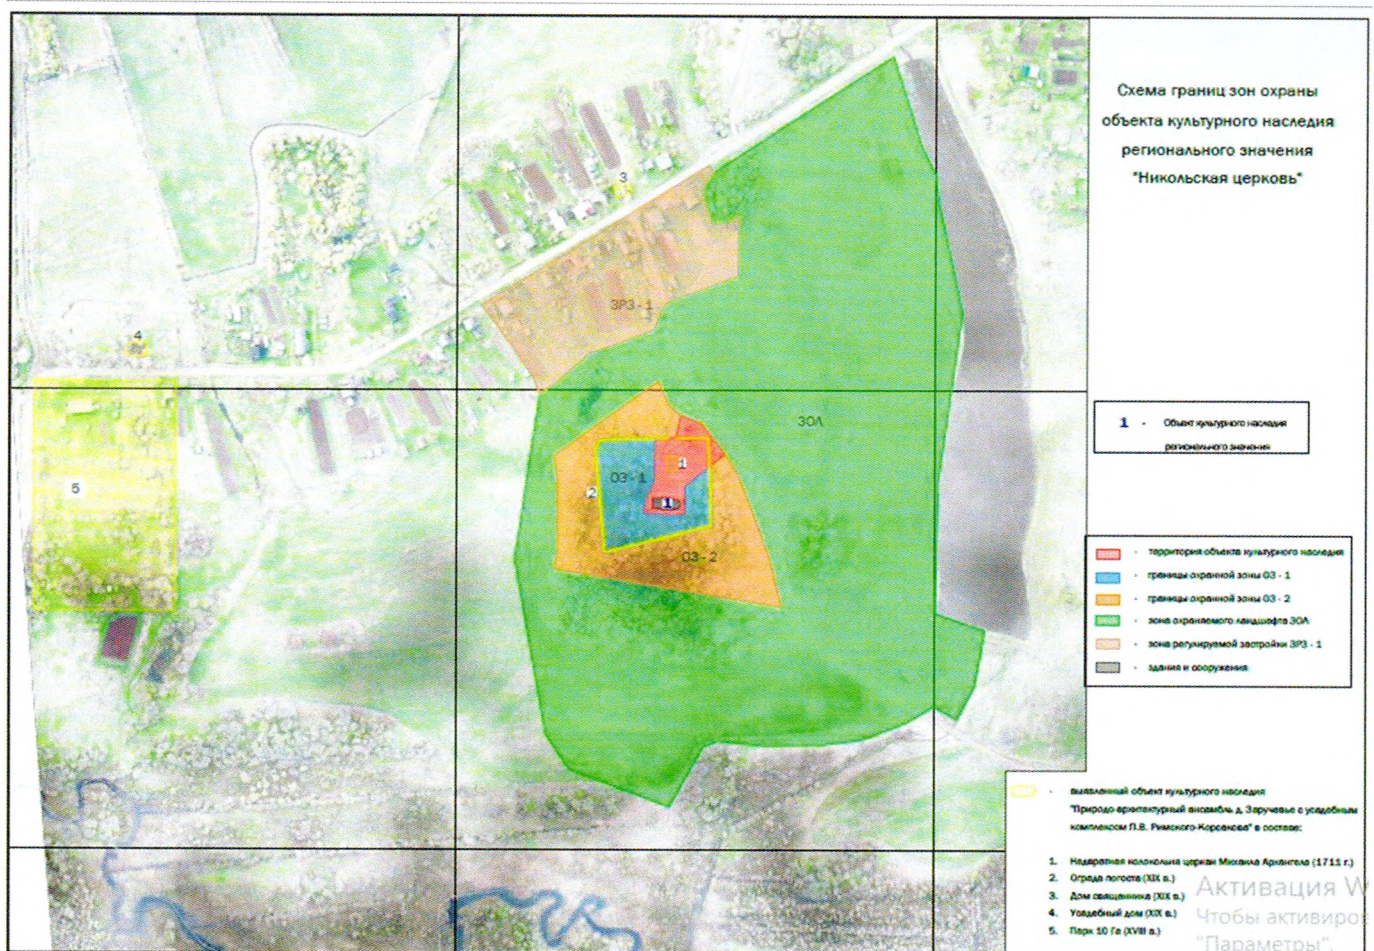 Схема границ зон охраны
объекта культурного наследия
регионального значения
"Никольская церковь"
3
ЗРЗ - 1
4
ЗОЛ
1 - Объект культурного наследия
регионального значения
1
ОЗ - 1
2
5
1
ОЗ - 2
- территория объекта культурного наследия
- границы охранной зоны ОЗ - 1
- границы охранной зоны ОЗ - 2
- зона охраняемого ландшафта ЗОЛ
- зона регулируемой застройки ЗРЗ - 1
- здания и сооружения
- выявленный объект культурного наследия
"Природо-архитектурный ансамбль д. Заручевье с усадебным
комплексом П.В. Римского-Корсакова" в составе:
1. Надвратная колокольня церкви Михаила Архангела (1711 г.)
2. Ограда погоста (XIX в.)
3. Дом священника (XIX в.)
4. Усадебный дом (XIX в.)
5. Парк 10 Га (XVIII в.)
Активация W
Чтобы активиров
"Параметры".